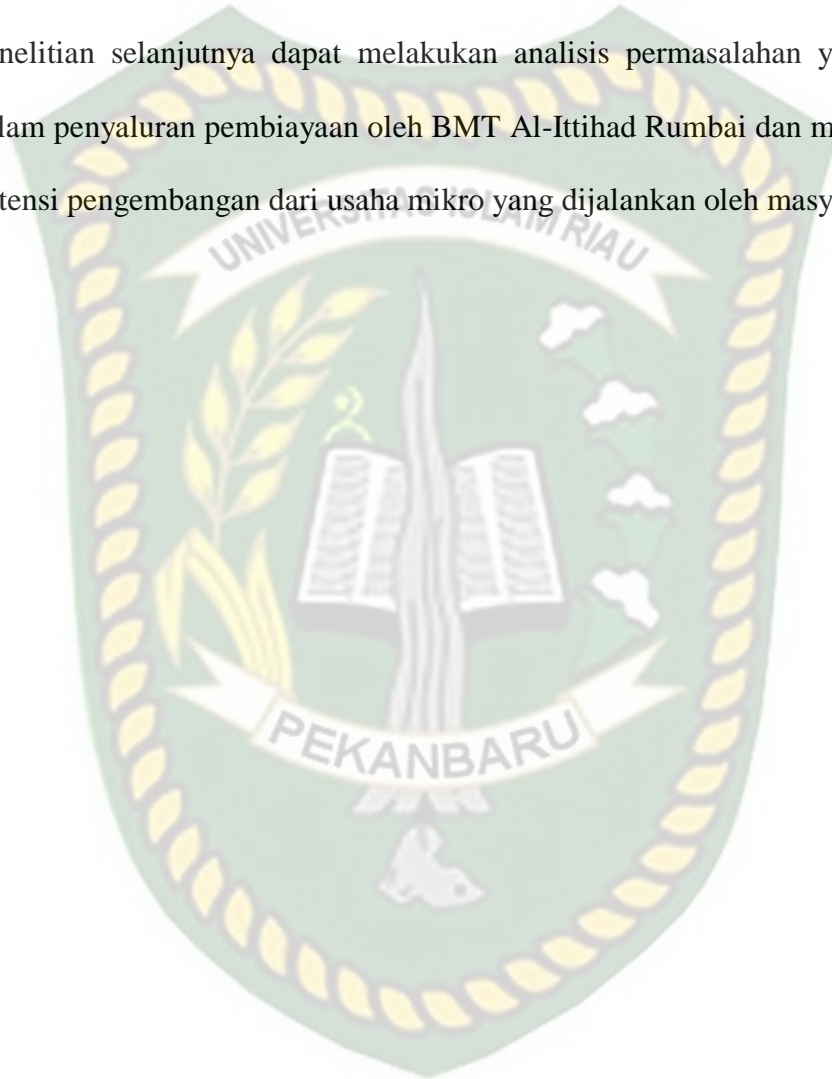 nelitian selanjutnya dapat melakukan analisis permasalahan y
lam penyaluran pembiayaan oleh BMT Al-Ittihad Rumbai dan m
tensi pengembangan dari usaha mikro yang dijalankan oleh masy
UNIVERSITAS ISLAM RIAU
PEKANBARU